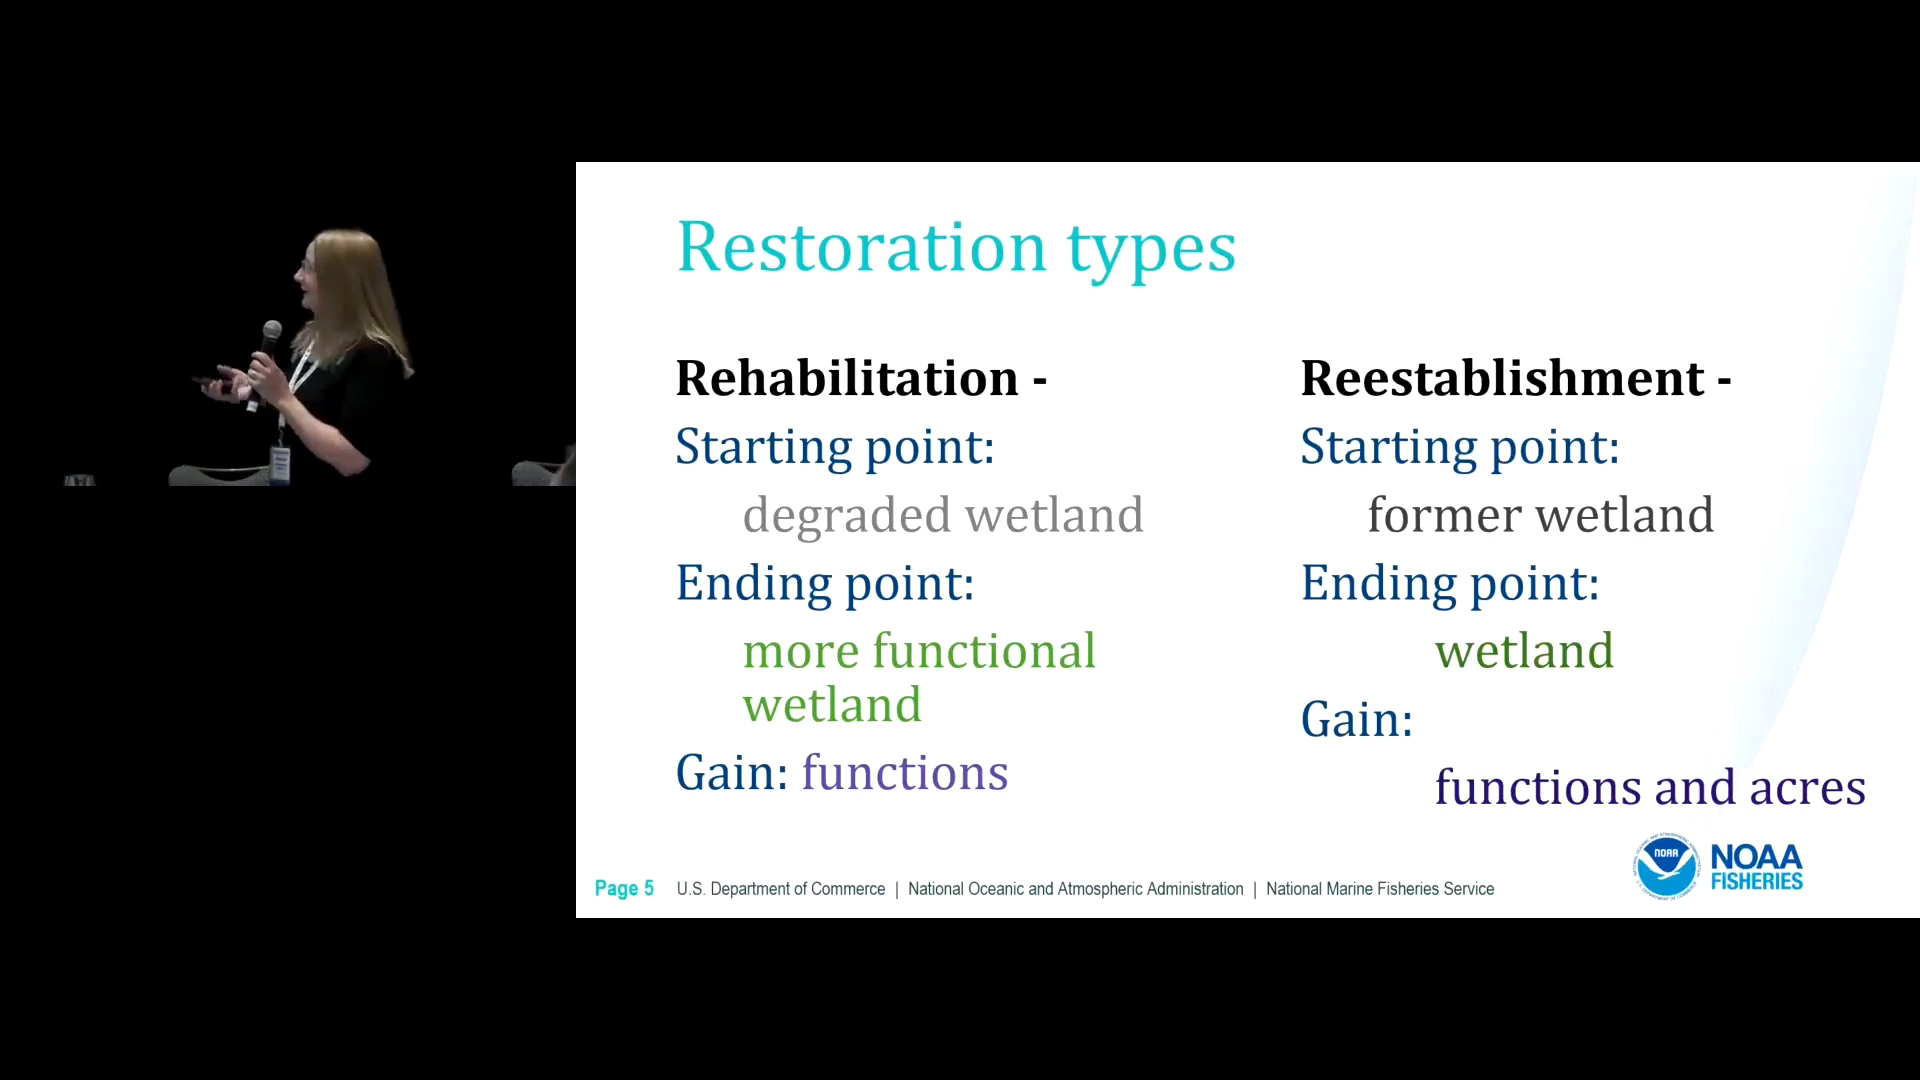 Restoration types
Rehabilitation -
Starting point:
degraded wetland
Ending point:
more functional
wetland
Gain: functions
Reestablishment -
Starting point:
former wetland
Ending point:
wetland
Gain:
functions and acres
Page 5 U.S. Department of Commerce | National Oceanic and Atmospheric Administration | National Marine Fisheries Service
NOAA
NOAA
FISHERIES